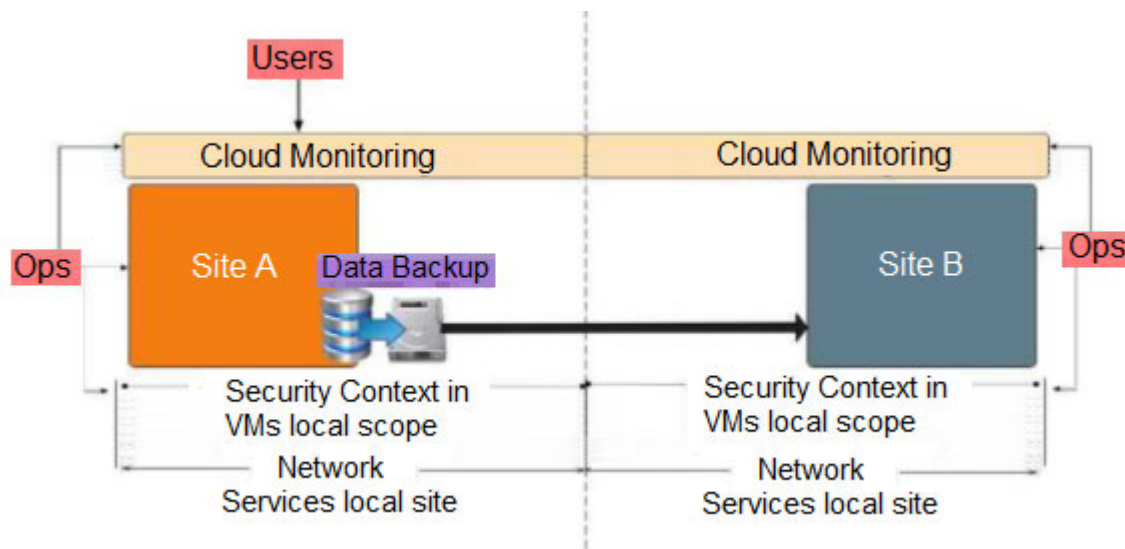 Users
Cloud Monitoring
Cloud Monitoring
Ops
Site A
Data Backup
Site B
Ops
Security Context in
VMs local scope
Security Context in
VMs local scope
Network
Services local site
Network
Services local site